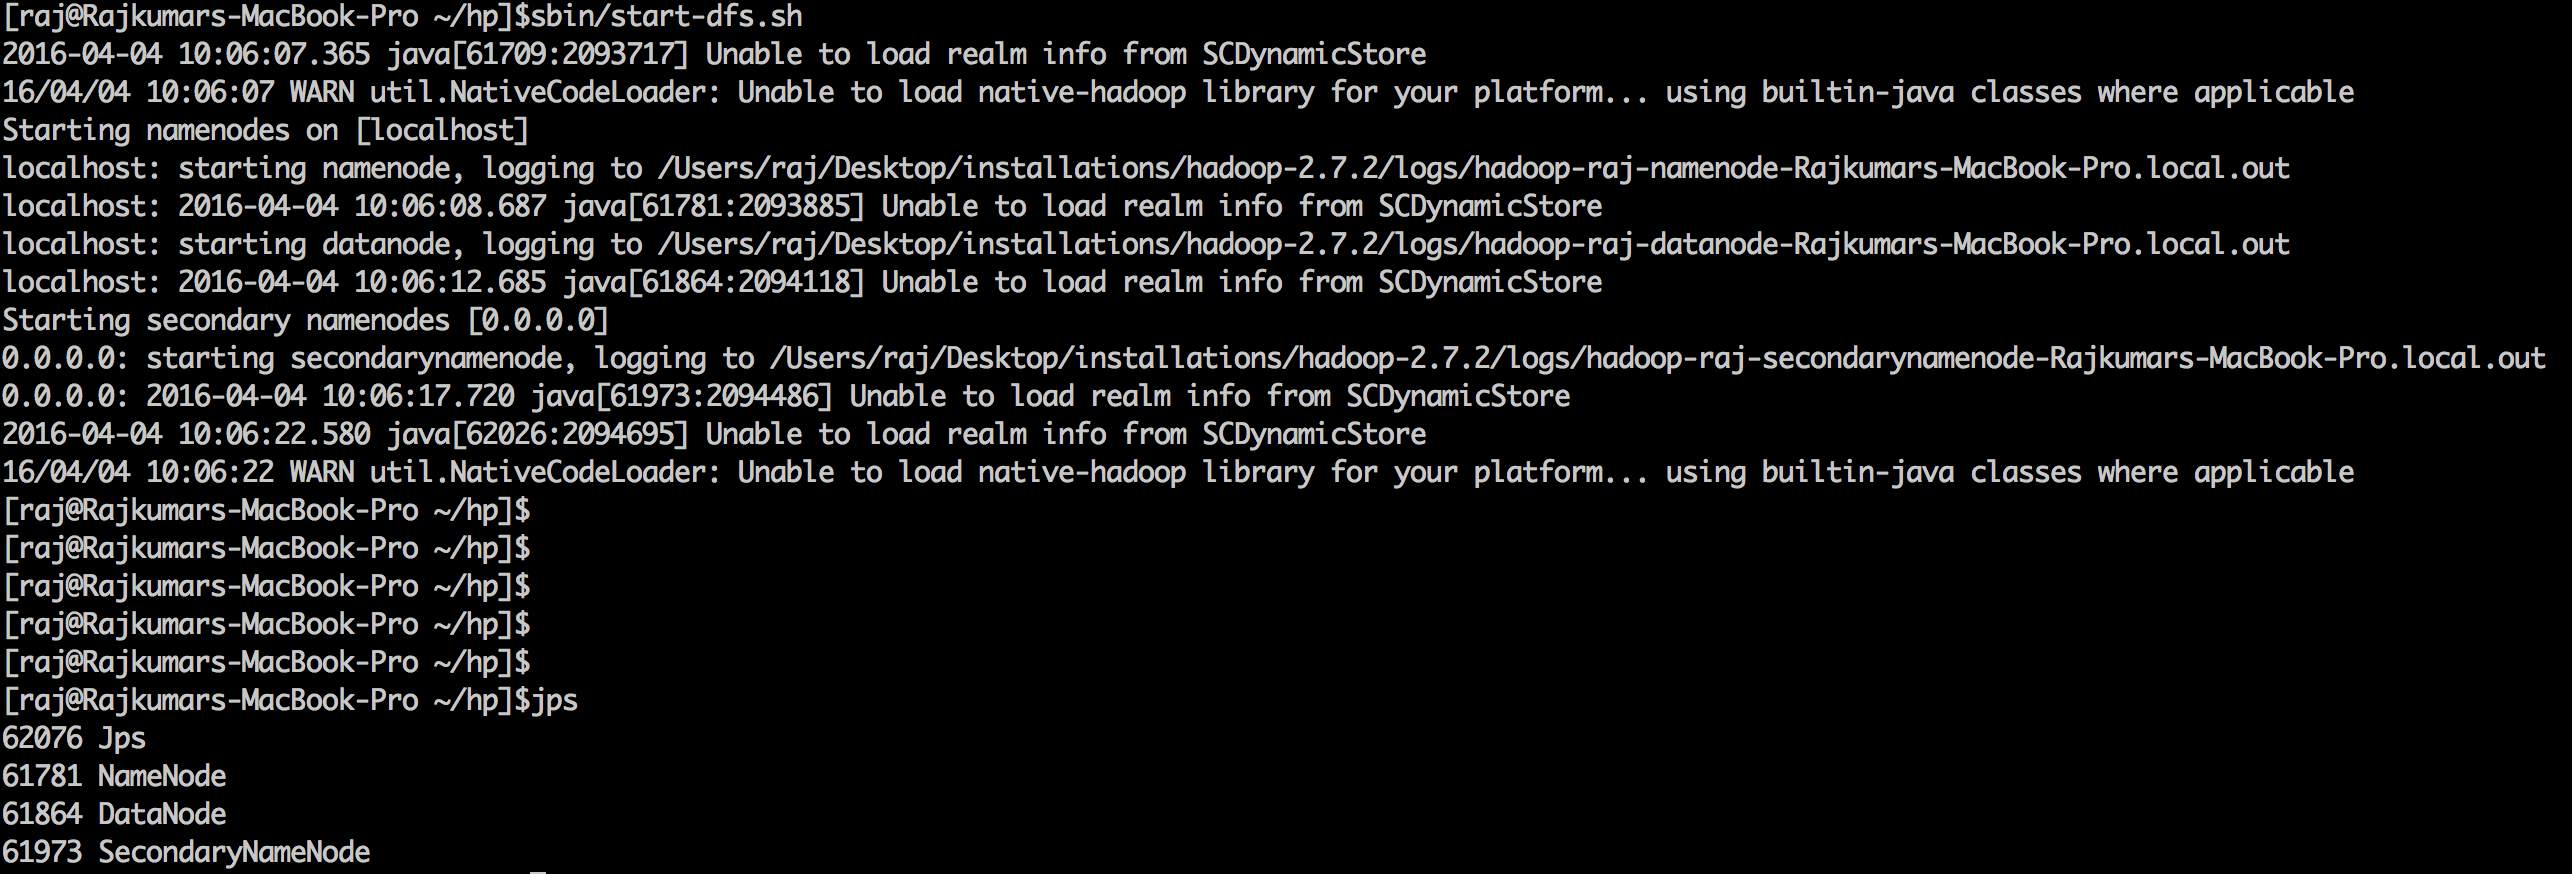 [raj@Rajkumars-MacBook-Pro ~/hp]$sbin/start-dfs.sh
2016-04-04 10:06:07.365 java[61709:2093717] Unable to load realm info from SCDynamicStore
16/04/04 10:06:07 WARN util.NativeCodeLoader: Unable to load native-hadoop library for your platform... using builtin-java classes where applicable
Starting namenodes on [localhost]
localhost: starting namenode, logging to /Users/raj/Desktop/installations/hadoop-2.7.2/logs/hadoop-raj-namenode-Rajkumars-MacBook-Pro.local.out
localhost: 2016-04-04 10:06:08.687 java[61781:2093885] Unable to load realm info from SCDynamicStore
localhost: starting datanode, logging to /Users/raj/Desktop/installations/hadoop-2.7.2/logs/hadoop-raj-datanode-Rajkumars-MacBook-Pro.local.out
localhost: 2016-04-04 10:06:12.685 java[61864:2094118] Unable to load realm info from SCDynamicStore
Starting secondary namenodes [0.0.0.0]
0.0.0.0: starting secondarynamenode, logging to /Users/raj/Desktop/installations/hadoop-2.7.2/logs/hadoop-raj-secondarynamenode-Rajkumars-MacBook-Pro.local.out
0.0.0.0: 2016-04-04 10:06:17.720 java[61973:2094486] Unable to load realm info from SCDynamicStore
2016-04-04 10:06:22.580 java[62026:2094695] Unable to load realm info from SCDynamicStore
16/04/04 10:06:22 WARN util.NativeCodeLoader: Unable to load native-hadoop library for your platform... using builtin-java classes where applicable
[raj@Rajkumars-MacBook-Pro ~/hp]$
[raj@Rajkumars-MacBook-Pro ~/hp]$
[raj@Rajkumars-MacBook-Pro ~/hp]$
[raj@Rajkumars-MacBook-Pro ~/hp]$
[raj@Rajkumars-MacBook-Pro ~/hp]$
[raj@Rajkumars-MacBook-Pro ~/hp]$jps
62076 Jps
61781 NameNode
61864 DataNode
61973 SecondaryNameNode